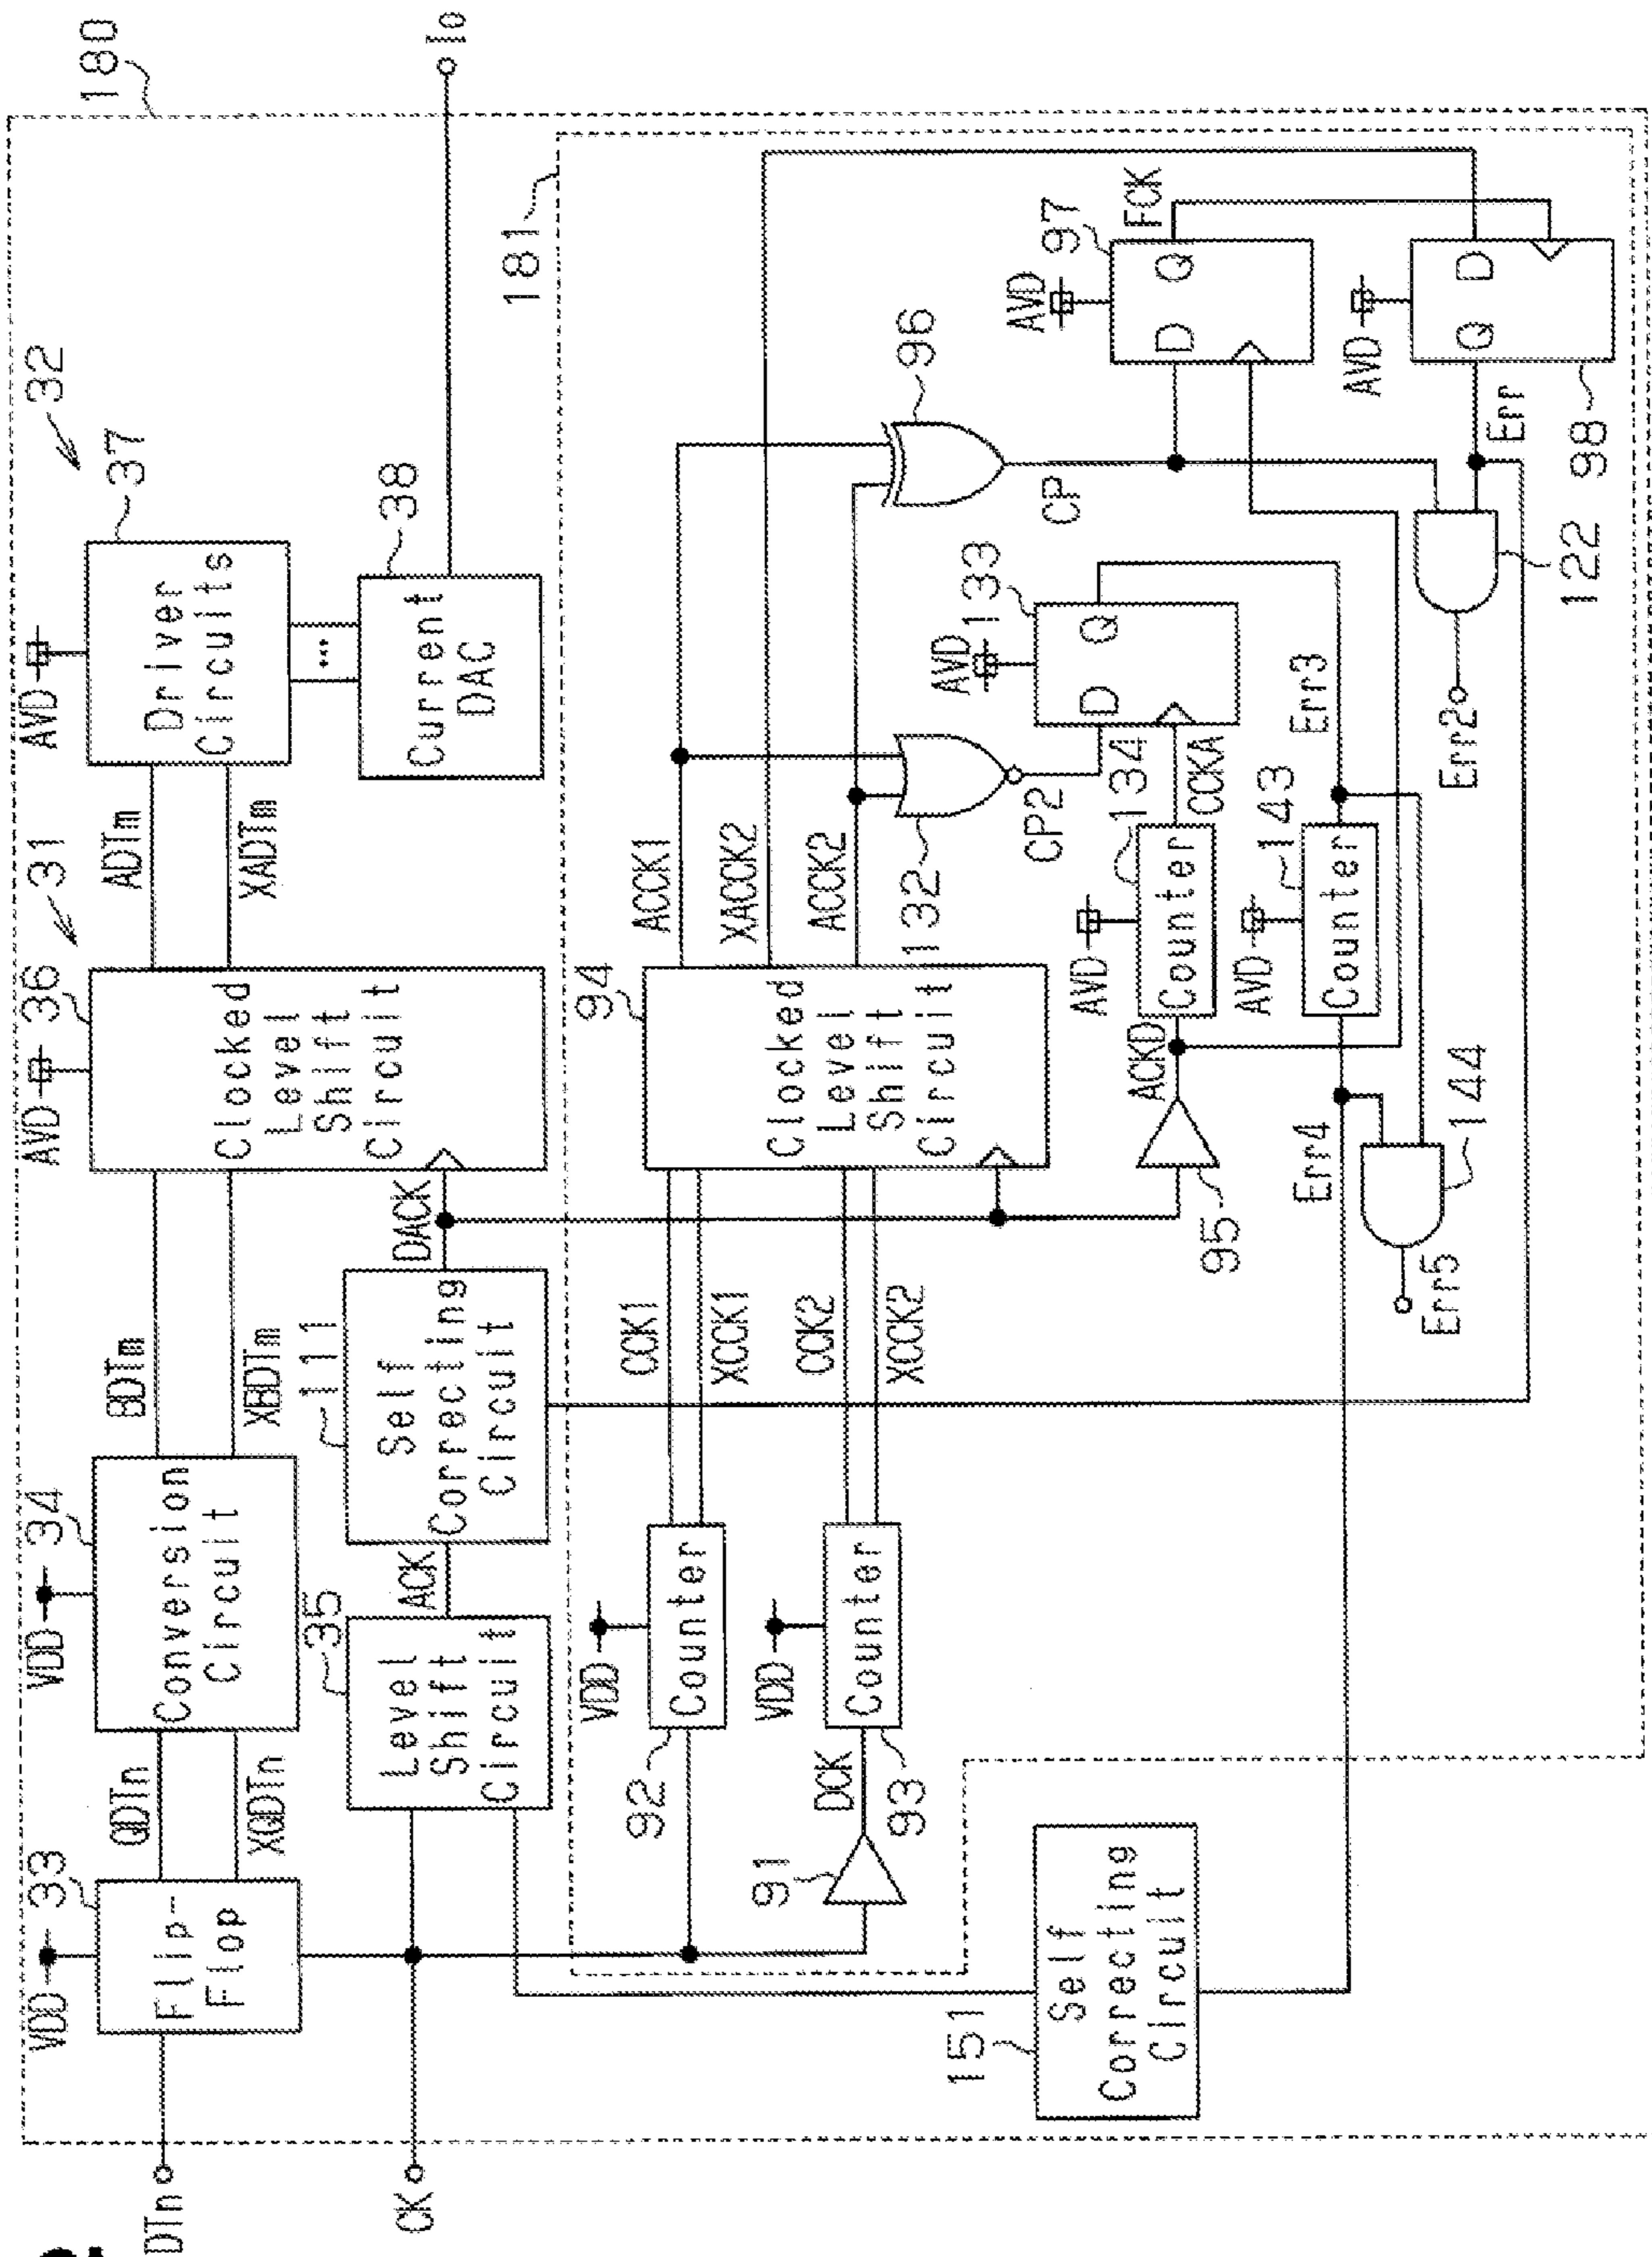 180
32
31
VDD
33
VDD
34
AVD
36
AVD
37
DTn
Flip-
Flop
QDTn
XQDTn
Conversion
Circuit
BDTm
XBDTm
Clocked
Level
Shift
Circuit
ADTm
XADTm
Driver
Circuits
...
38
Current
DAC
Io
CK
35
Level
Shift
Circuit
ACK
111
Self
Correcting
Circuit
DACK
181
VDD
92
Counter
CCK1
XCCK1
94
Clocked
Level
Shift
Circuit
ACCK1
XACCK2
ACCK2
91
DCK
VDD
93
Counter
CCK2
XCCK2
132
CP2
96
CP
AVD
133
D
Q
AVD
97
D
Q
FCK
95
ACKD
AVD
134
Counter
CCKA
AVD
143
Counter
Err3
Err4
144
Err5
AVD
Q
D
98
Err
122
Err2
151
Self
Correcting
Circuit